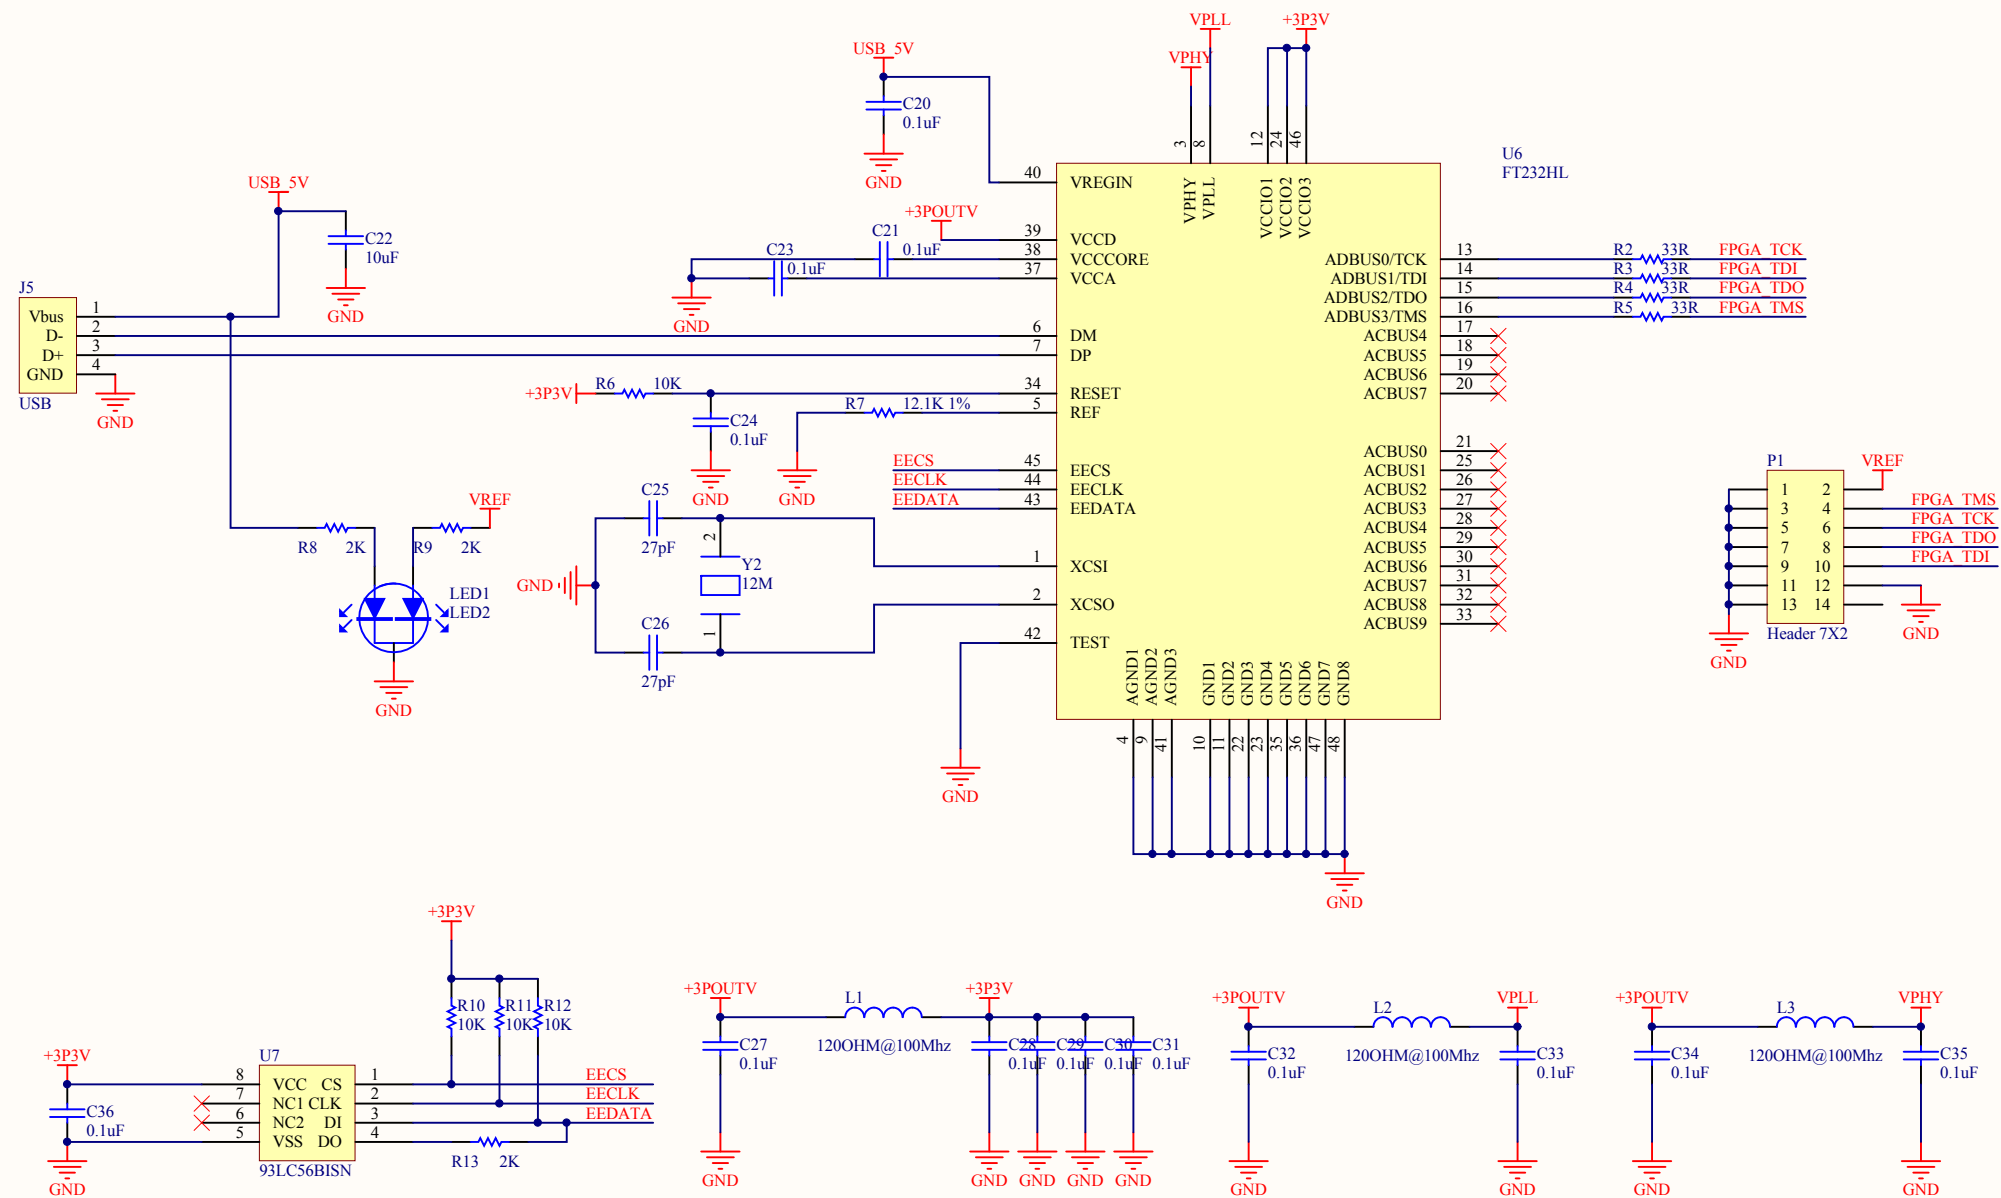 VPLL
+3P3V
VPHY
USB_5V
C20
0.1uF
GND
3
8
12
24
46
U6
FT232HL
40
VREGIN
VPHY
VPLL
VCCIO1
VCCIO2
VCCIO3
USB_5V
C22
10uF
GND
+3POUTV
C21
0.1uF
C23
0.1uF
GND
39
VCCD
38
VCCCORE
37
VCCA
ADBUS0/TCK
13
R2
33R
FPGA_TCK
ADBUS1/TDI
14
R3
33R
FPGA_TDI
ADBUS2/TDO
15
R4
33R
FPGA_TDO
ADBUS3/TMS
16
R5
33R
FPGA_TMS
J5
Vbus
1
D-
2
D+
3
GND
4
USB
GND
6
DM
7
DP
ACBUS4
17
ACBUS5
18
ACBUS6
19
ACBUS7
20
+3P3V
R6
10K
34
RESET
C24
0.1uF
GND
R7
12.1K 1%
5
REF
GND
EECS
45
EECS
EECLK
44
EECLK
EEDATA
43
EEDATA
ACBUS0
21
ACBUS1
25
ACBUS2
26
ACBUS3
27
ACBUS4
28
ACBUS5
29
ACBUS6
30
ACBUS7
31
ACBUS8
32
ACBUS9
33
P1
VREF
1
2
3
4
FPGA_TMS
5
6
FPGA_TCK
7
8
FPGA_TDO
9
10
FPGA_TDI
11
12
13
14
Header 7X2
GND
GND
VREF
R8
2K
R9
2K
LED1
LED2
GND
C25
27pF
2
Y2
12M
1
GND
C26
27pF
1
XCSI
2
XCSO
42
TEST
GND
AGND1
AGND2
AGND3
GND1
GND2
GND3
GND4
GND5
GND6
GND7
GND8
4
9
41
10
11
22
23
35
36
47
48
GND
+3P3V
R10
10K
R11
10K
R12
10K
+3P3V
C36
0.1uF
GND
U7
8
VCC
CS
1
EECS
7
NC1
CLK
2
EECLK
6
NC2
DI
3
EEDATA
5
VSS
DO
4
93LC56BISN
R13
2K
+3POUTV
C27
0.1uF
GND
L1
120OHM@100Mhz
+3P3V
C28
0.1uF
C29
0.1uF
C30
0.1uF
C31
0.1uF
GND
GND
GND
GND
+3POUTV
C32
0.1uF
GND
L2
120OHM@100Mhz
VPLL
C33
0.1uF
GND
+3POUTV
C34
0.1uF
GND
L3
120OHM@100Mhz
VPHY
C35
0.1uF
GND